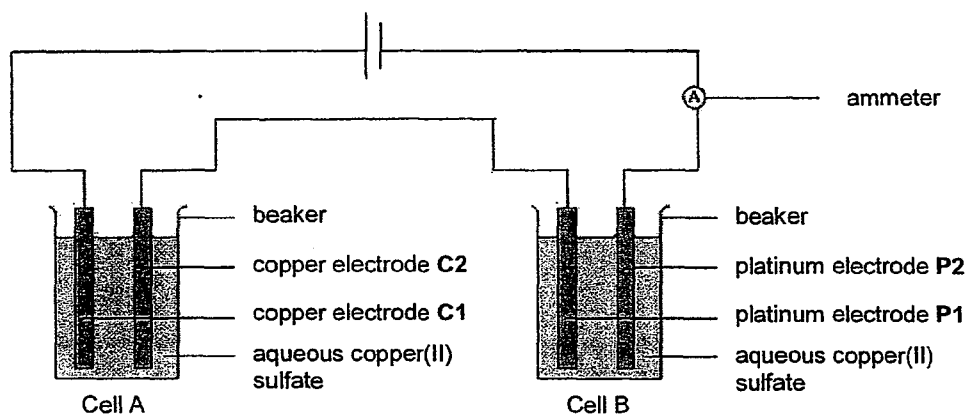 A
ammeter
beaker
copper electrode C2
copper electrode C1
aqueous copper(II)
sulfate
Cell A
beaker
platinum electrode P2
platinum electrode P1
aqueous copper(II)
sulfate
Cell B